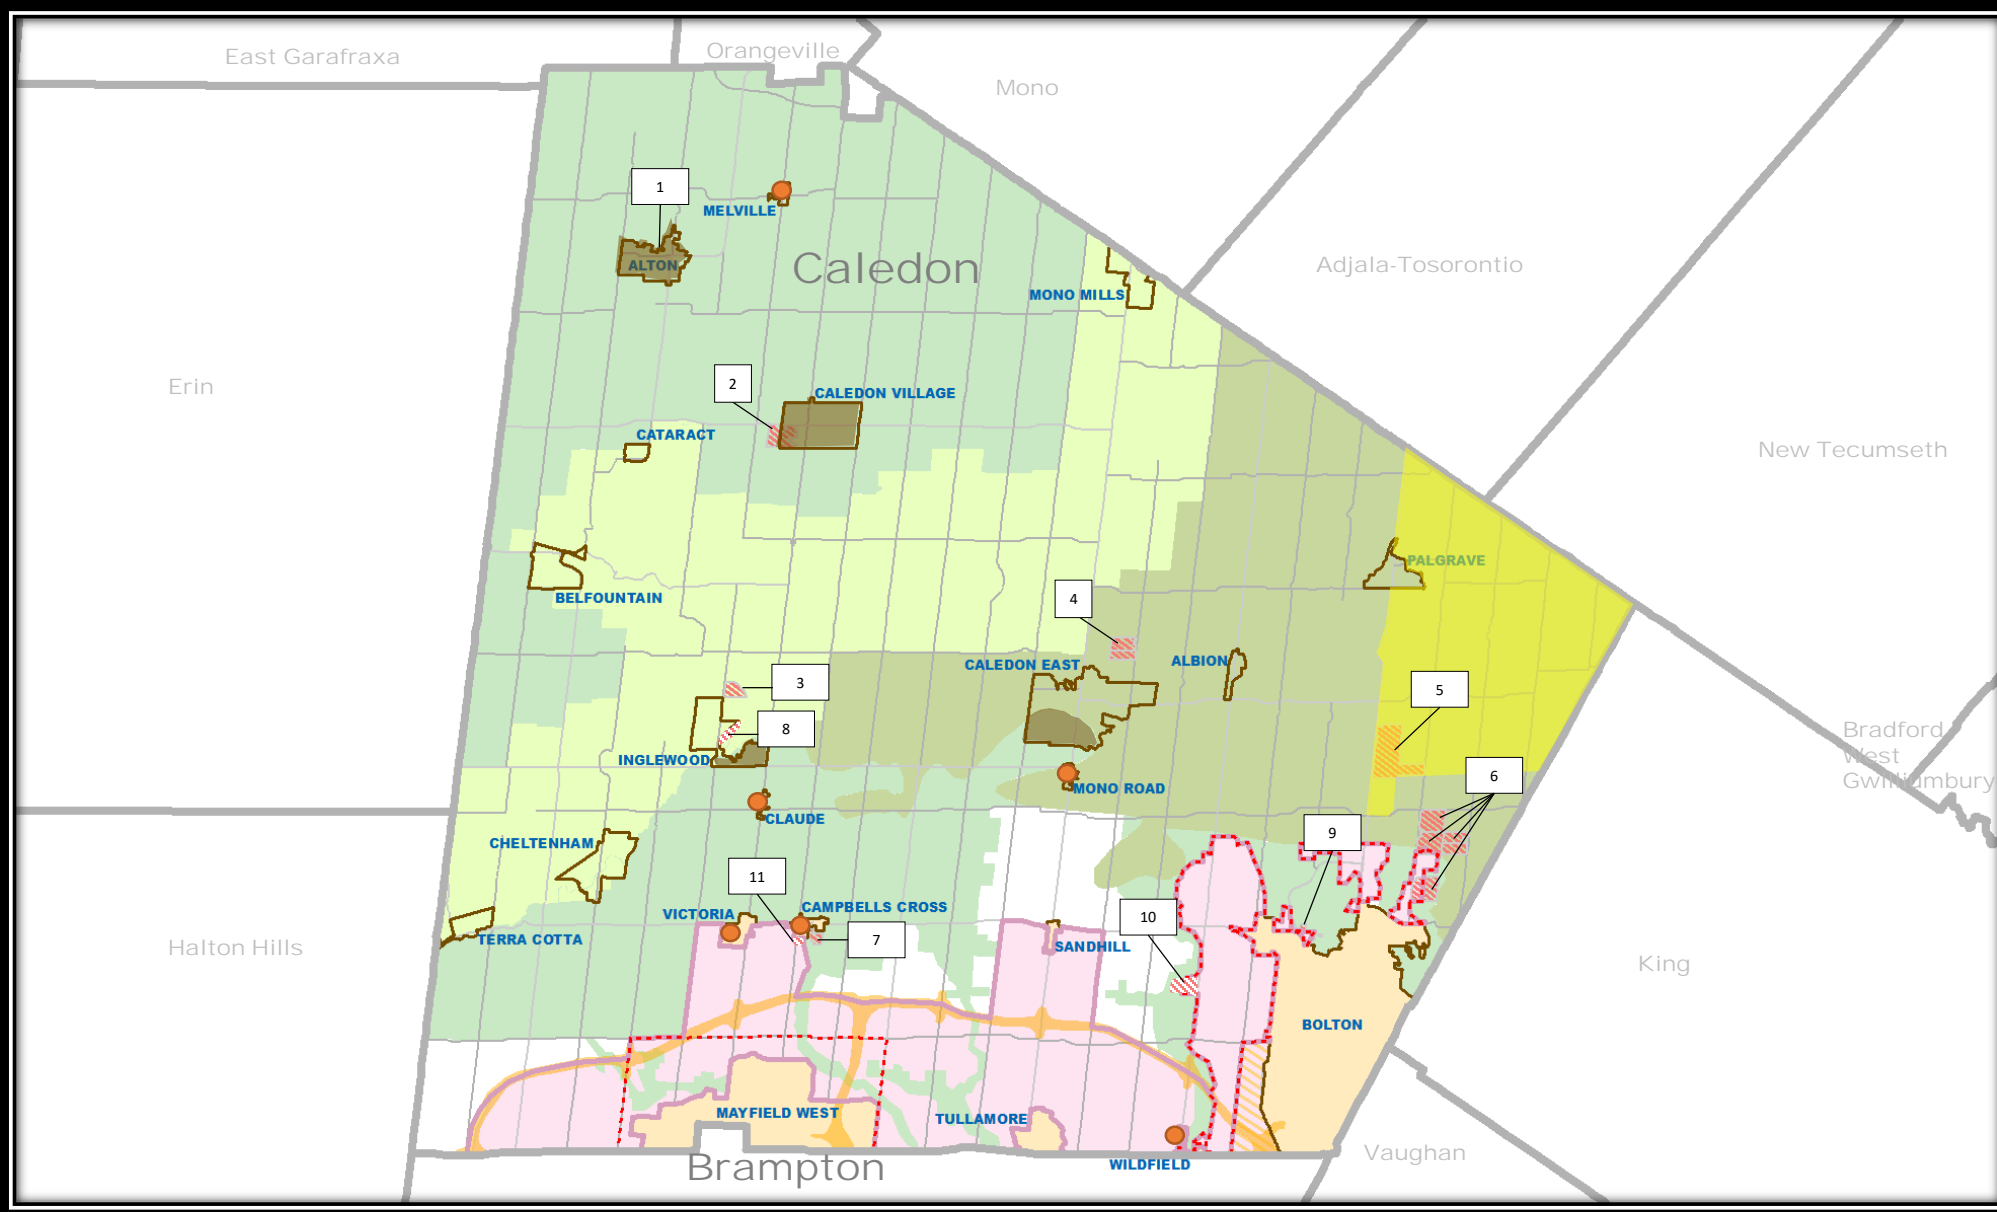 Orangeville
East Garafraxa
Mono
1
MELVILLE
ALTON
Caledon
Adjala-Tosorontio
MONO MILLS
2
Erin
CALEDON VILLAGE
CATARACT
New Tecumseth
PALGRAVE
BELFOUNTAIN
4
CALEDON EAST
ALBION
3
5
8
Bradford
West
Gwillimbury
INGLEWOOD
6
MONO ROAD
CLAUDE
9
CHELTENHAM
11
VICTORIA
CAMPBELLS CROSS
10
7
TERRA COTTA
SANDHILL
Halton Hills
King
BOLTON
MAYFIELD WEST
TULLAMORE
Vaughan
Brampton
WILDFIELD